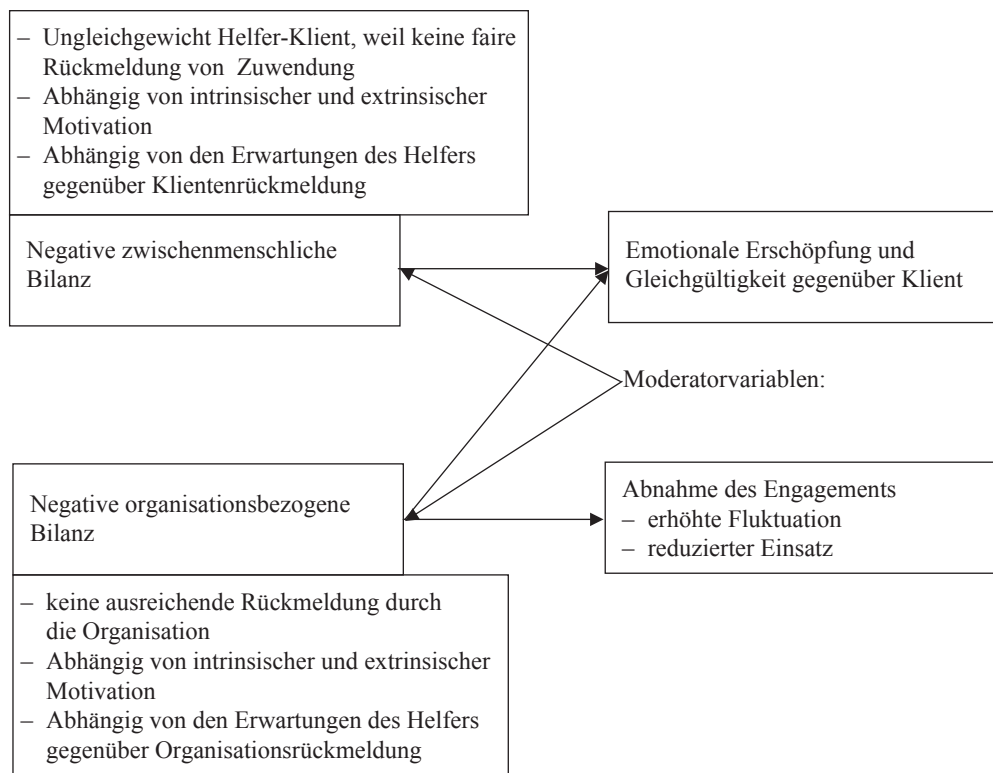 – Ungleichgewicht Helfer-Klient, weil keine faire
Rückmeldung von Zuwendung
– Abhängig von intrinsischer und extrinsischer
Motivation
– Abhängig von den Erwartungen des Helfers
gegenüber Klientenrückmeldung
Negative zwischenmenschliche
Bilanz
Emotionale Erschöpfung und
Gleichgültigkeit gegenüber Klient
Moderatorvariablen:
Negative organisationsbezogene
Bilanz
Abnahme des Engagements
– erhöhte Fluktuation
– reduzierter Einsatz
– keine ausreichende Rückmeldung durch
die Organisation
– Abhängig von intrinsischer und extrinsischer
Motivation
– Abhängig von den Erwartungen des Helfers
gegenüber Organisationsrückmeldung